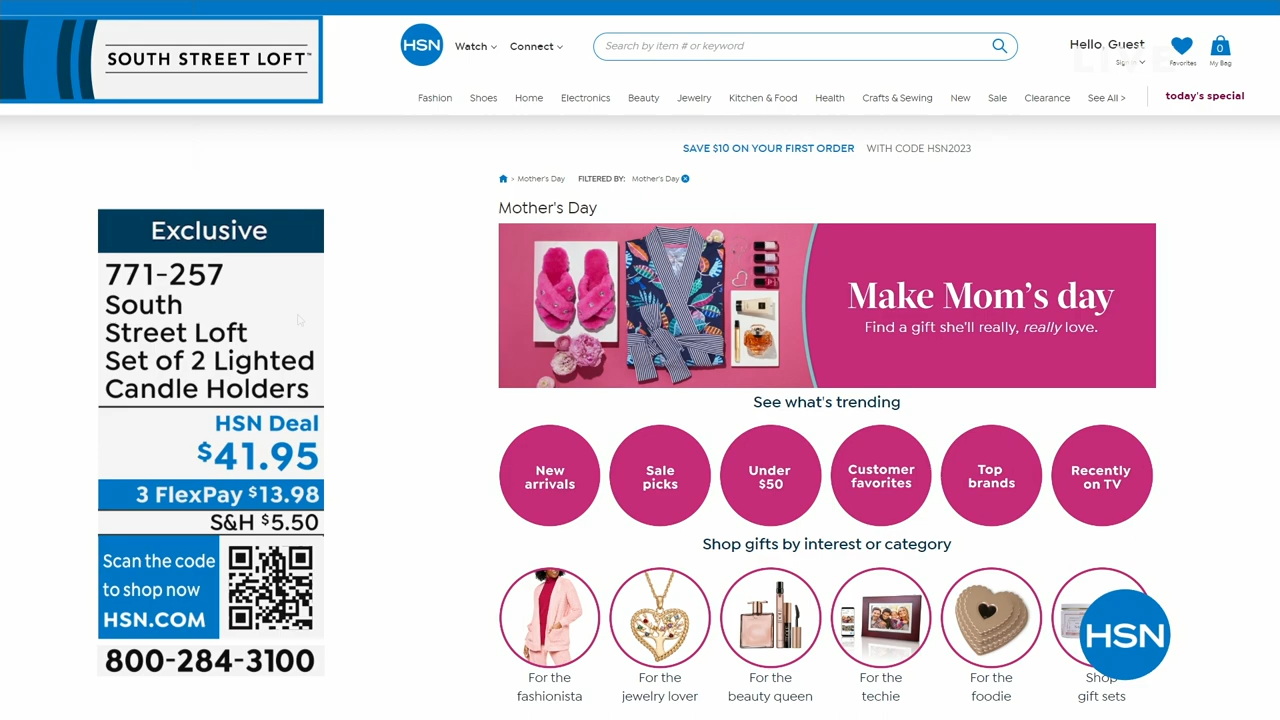 SOUTH STREET LOFT™
HSN
Watch
Connect
Search by item # or keyword
Hello, Guest
Sign in
LIVE
Favorites
0
My Bag
Fashion
Shoes
Home
Electronics
Beauty
Jewelry
Kitchen & Food
Health
Crafts & Sewing
New
Sale
Clearance
See All >
today's special
SAVE $10 ON YOUR FIRST ORDER WITH CODE HSN2023
> Mother's Day FILTERED BY: Mother's Day
Mother's Day
Make Mom's day
Find a gift she'll really, really love.
See what's trending
New
arrivals
Sale
picks
Under
$50
Customer
favorites
Top
brands
Recently
on TV
Shop gifts by interest or category
For the
fashionista
For the
jewelry lover
For the
beauty queen
For the
techie
For the
foodie
Shop
gift sets
HSN
Exclusive
771-257
South
Street Loft
Set of 2 Lighted
Candle Holders
HSN Deal
$41.95
3 FlexPay $13.98
S&H $5.50
Scan the code
to shop now
HSN.COM
800-284-3100